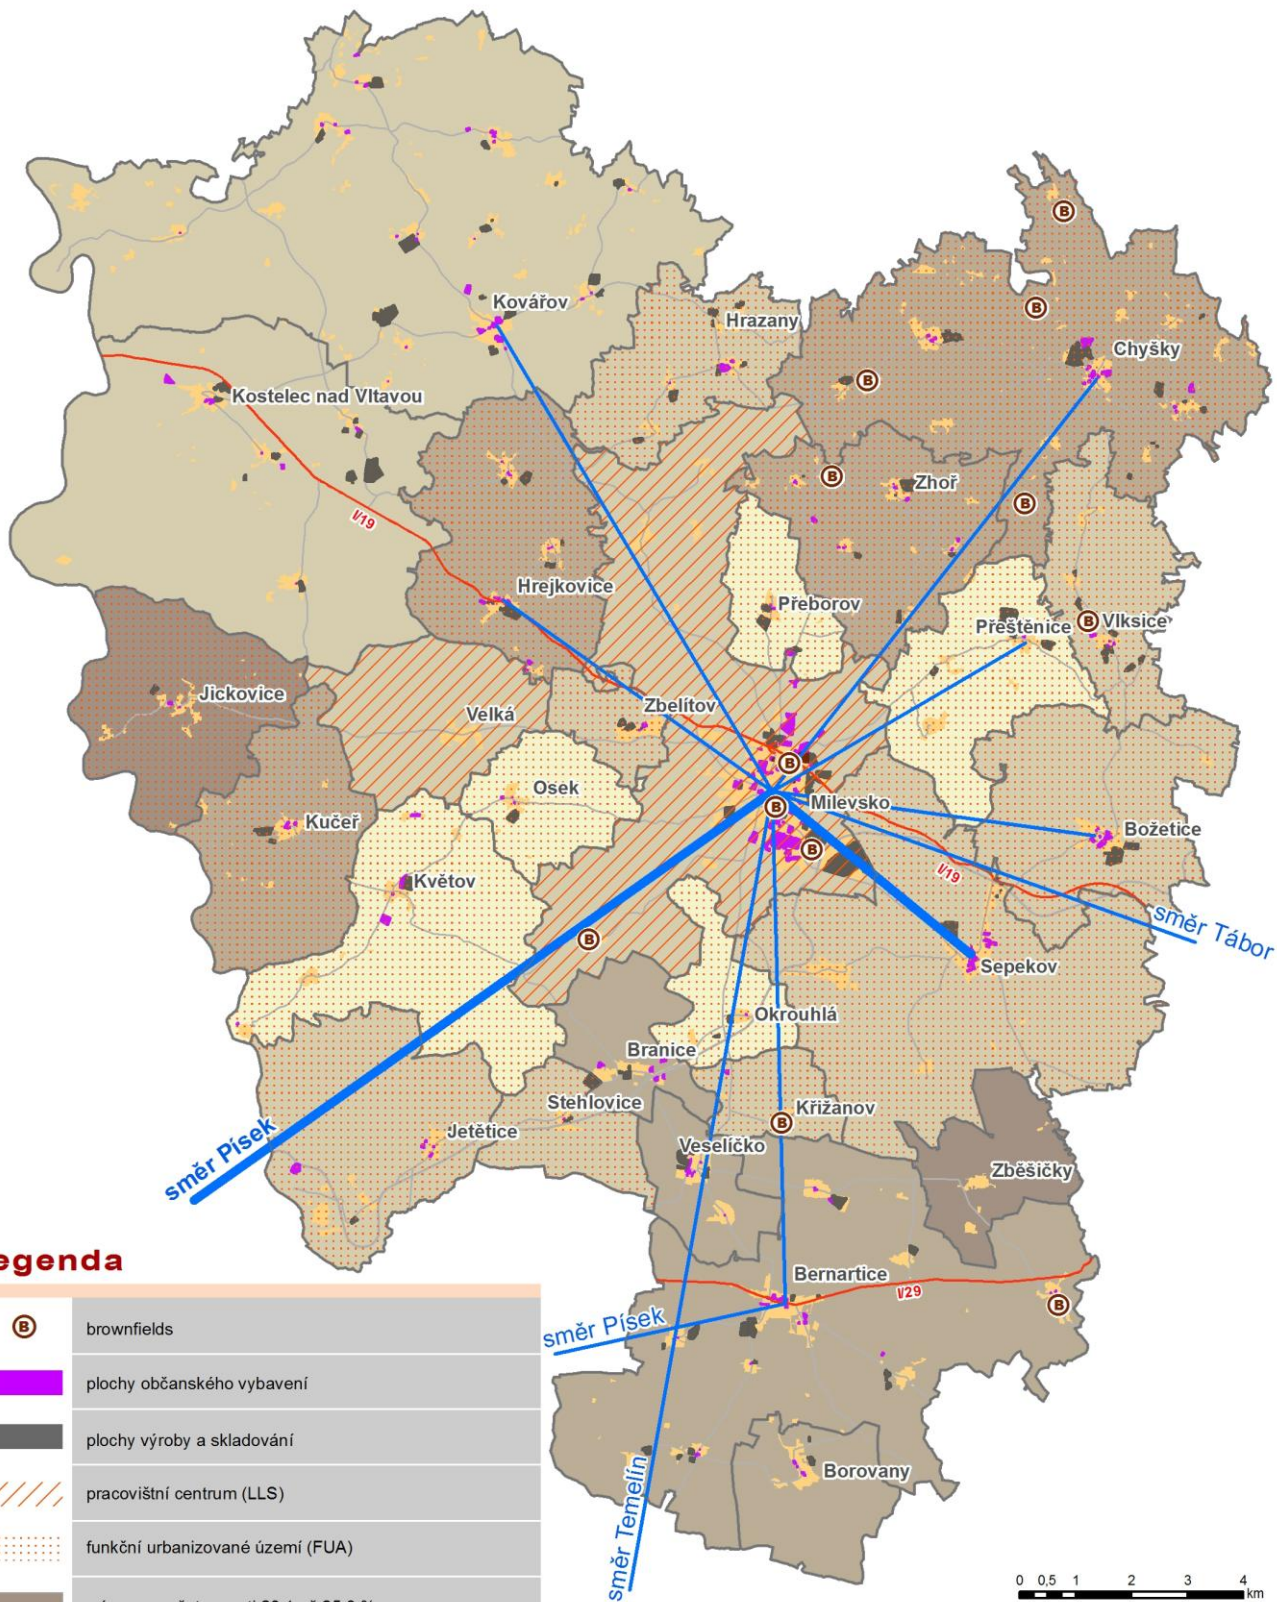 Kovářov
Hrazany
Chyšky
Kostelec nad Vltavou
I/19
Zhoř
Hrejkovice
Přeborov
Přeštěnice
Vlksice
Jickovice
Velká
Zbelítov
Osek
Milevsko
Kučeř
Božetice
Květov
I/19
směr Tábor
Sepekov
Okrouhlá
Branice
Stehlovice
Křižanov
Jetětice
Veselíčko
směr Písek
Zběšičky
Bernartice
I/29
směr Písek
Borovany
směr Temelín
B
B
B
B
B
B
B
B
B
B
B
B
egenda
B brownfields
plochy občanského vybavení
plochy výroby a skladování
pracovištní centrum (LLS)
funkční urbanizované území (FUA)
0 0,5 1 2 3 4
km